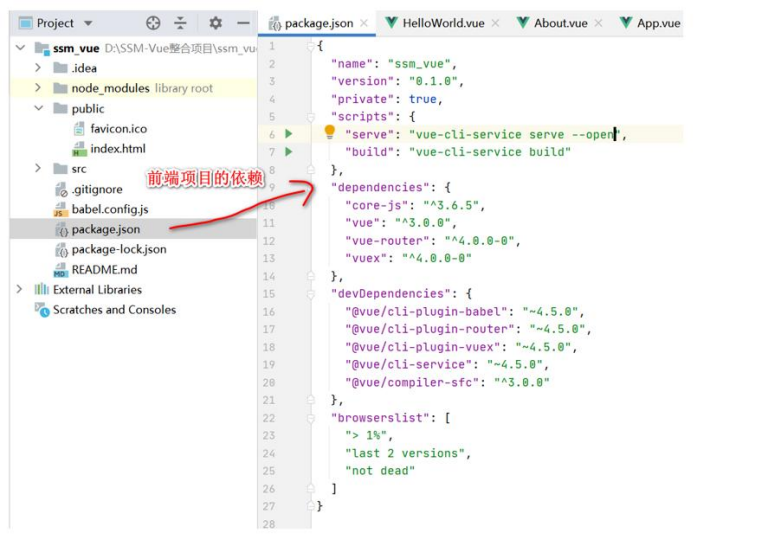 Project
package.json
HelloWorld.vue
About.vue
App.vue
ssm_vue D:\SSM-Vue整合项目\ssm_vu
.idea
node_modules library root
public
favicon.ico
index.html
src
.gitignore
babel.config.js
package.json
package-lock.json
README.md
External Libraries
Scratches and Consoles
前端项目的依赖
1 {
2 "name": "ssm_vue",
3 "version": "0.1.0",
4 "private": true,
5 "scripts": {
6 "serve": "vue-cli-service serve --open",
7 "build": "vue-cli-service build"
8 },
9 "dependencies": {
10 "core-js": "^3.6.5",
11 "vue": "^3.0.0",
12 "vue-router": "^4.0.0-0",
13 "vuex": "^4.0.0-0"
14 },
15 "devDependencies": {
16 "@vue/cli-plugin-babel": "~4.5.0",
17 "@vue/cli-plugin-router": "~4.5.0",
18 "@vue/cli-plugin-vuex": "~4.5.0",
19 "@vue/cli-service": "~4.5.0",
20 "@vue/compiler-sfc": "^3.0.0"
21 },
22 "browserslist": [
23 "> 1%",
24 "last 2 versions",
25 "not dead"
26 ]
27 }
28